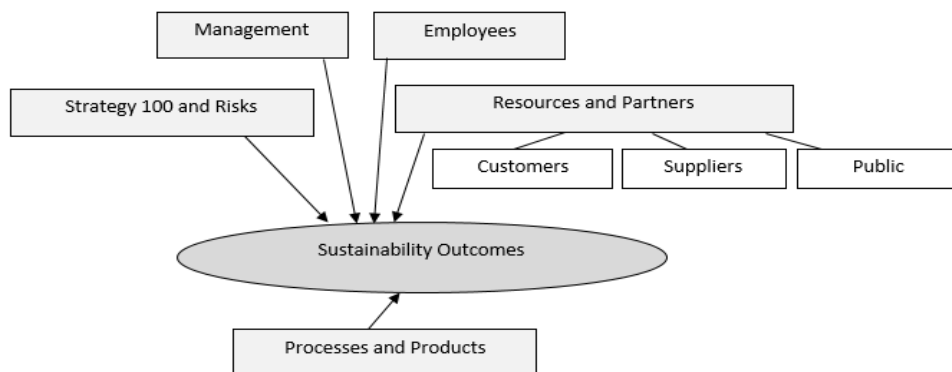 Management
Employees
Strategy 100 and Risks
Resources and Partners
Customers
Suppliers
Public
Sustainability Outcomes
Processes and Products